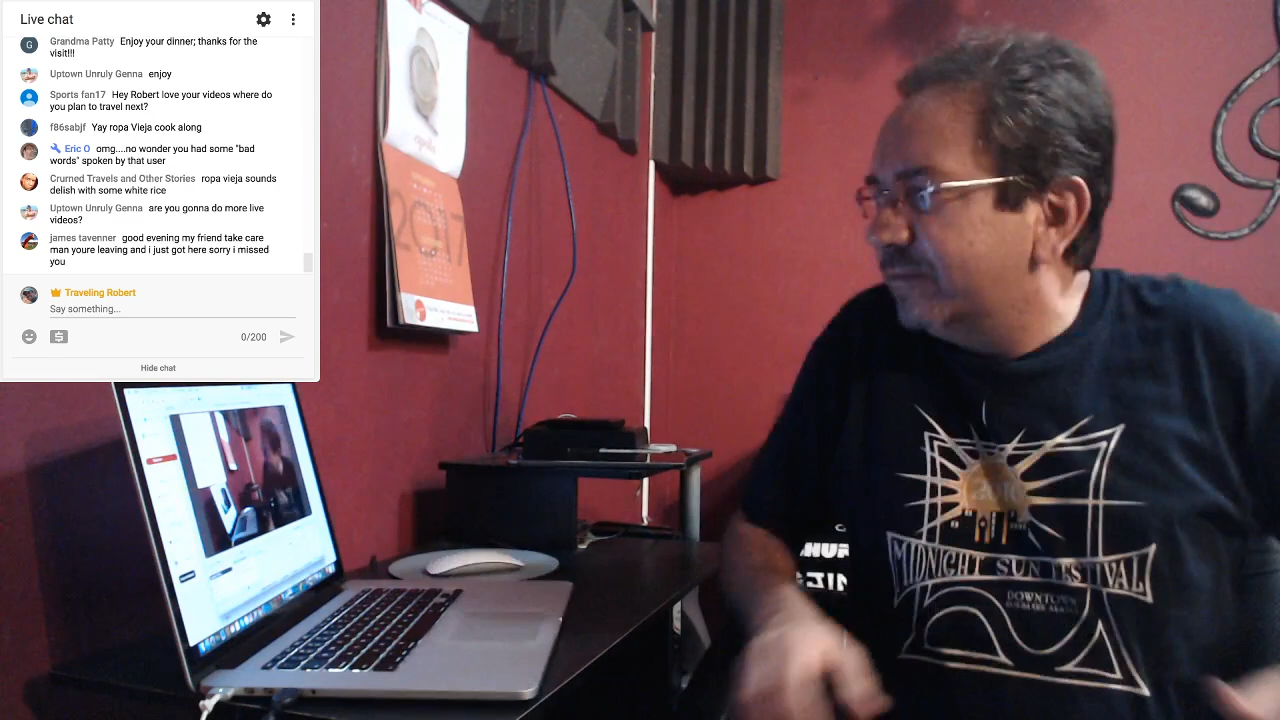 Live chat
G Grandma Patty Enjoy your dinner; thanks for the
visit!!!
Uptown Unruly Genna enjoy
Sports fan17 Hey Robert love your videos where do
you plan to travel next?
f86sabjf Yay ropa Vieja cook along
Eric O omg....no wonder you had some "bad
words" spoken by that user
Crurned Travels and Other Stories ropa vieja sounds
delish with some white rice
Uptown Unruly Genna are you gonna do more live
videos?
james tavenner good evening my friend take care
man youre leaving and i just got here sorry i missed
you
Traveling Robert
Say something...
0/200
Hide chat
2017
MIDNIGHT SUN FESTIVAL
DOWNTOWN